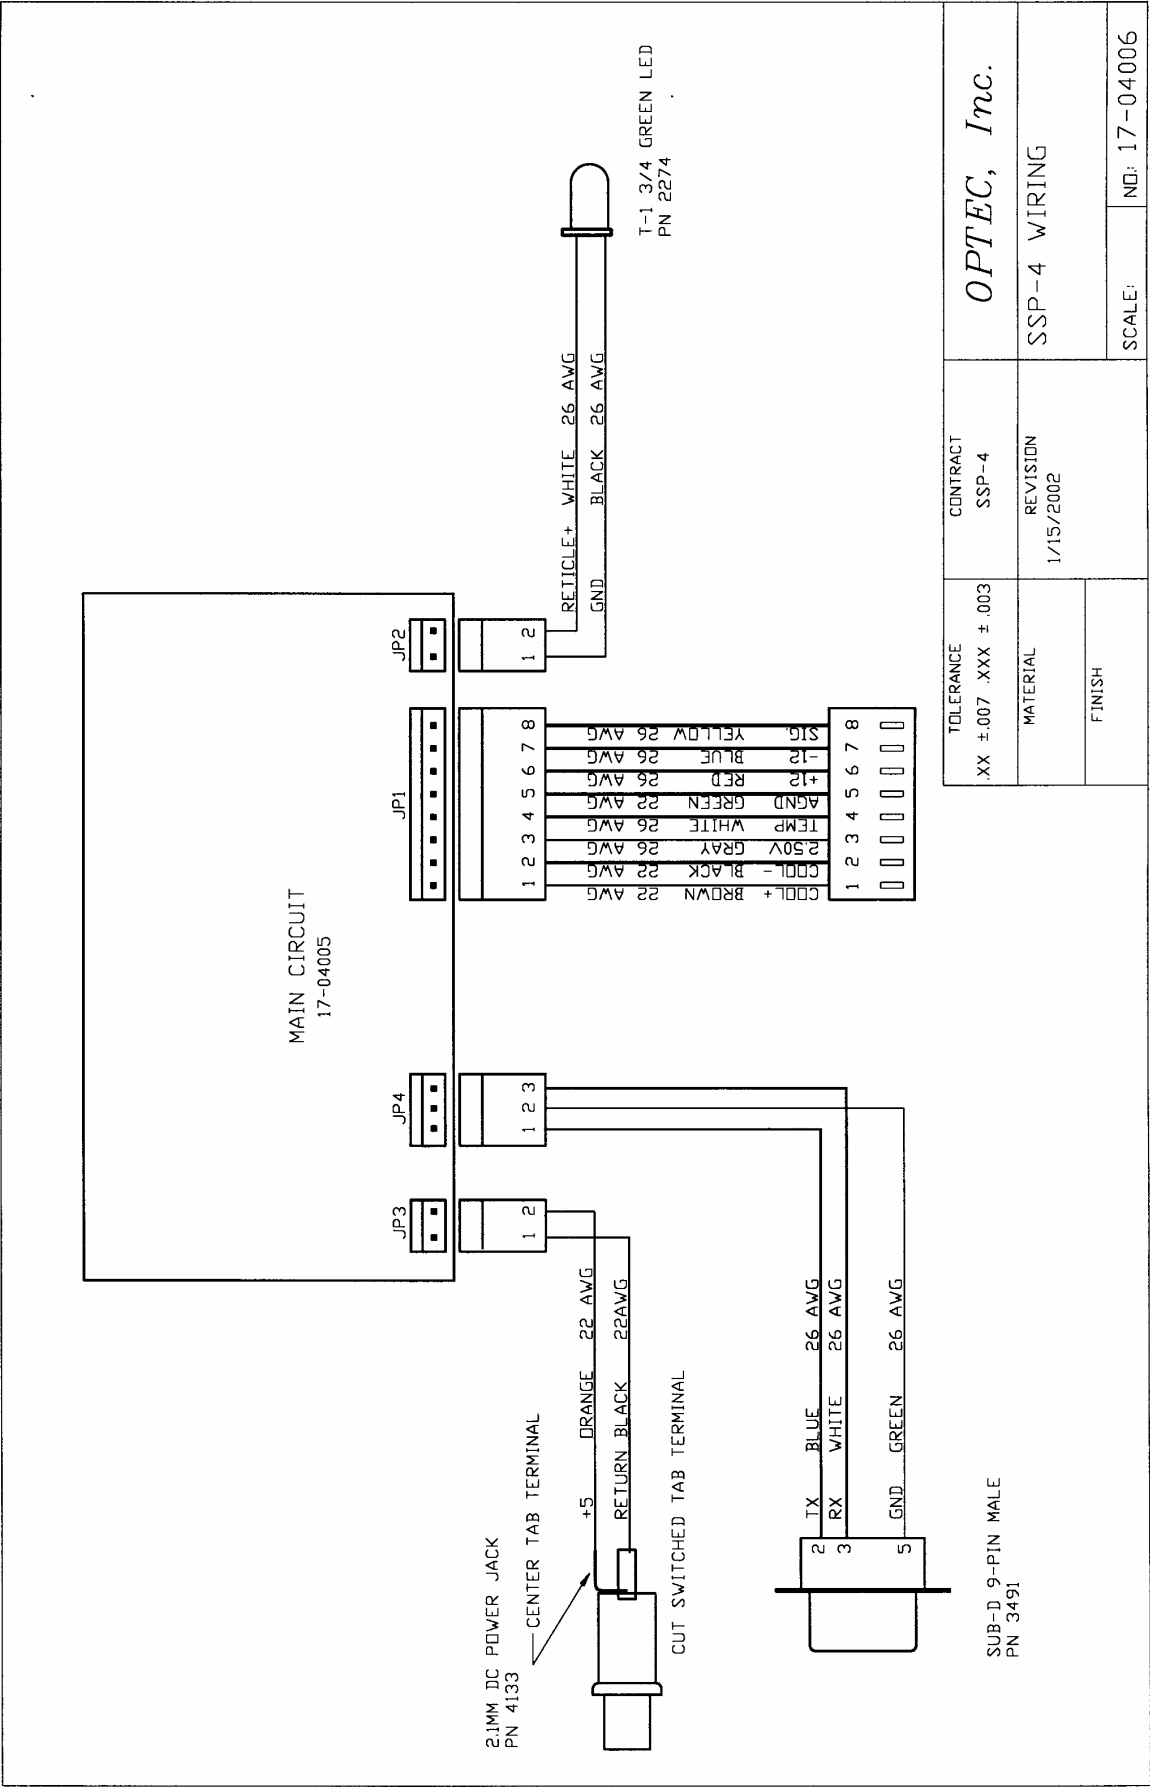 MAIN CIRCUIT
17-04005
JP3
JP4
JP1
JP2
1 2
1 2 3
1 2 3 4 5 6 7 8
1 2
2.1MM DC POWER JACK
PN 4133
CENTER TAB TERMINAL
+5 ORANGE 22 AWG
RETURN BLACK 22AWG
CUT SWITCHED TAB TERMINAL
TX BLUE 26 AWG
RX WHITE 26 AWG
GND GREEN 26 AWG
2
3
5
SUB-D 9-PIN MALE
PN 3491
COOL+ BROWN 22 AWG
COOL- BLACK 22 AWG
2.50V GRAY 26 AWG
TEMP WHITE 26 AWG
AGND GREEN 22 AWG
+12 RED 26 AWG
-12 BLUE 26 AWG
SIG. YELLOW 26 AWG
1 2 3 4 5 6 7 8
RETICLE+ WHITE 26 AWG
GND BLACK 26 AWG
T-1 3/4 GREEN LED
PN 2274
TOLERANCE
.XX ±.007 .XXX ±.003
MATERIAL
FINISH
CONTRACT
SSP-4
REVISION
1/15/2002
OPTEC, Inc.
SSP-4 WIRING
SCALE:
NO.: 17-04006